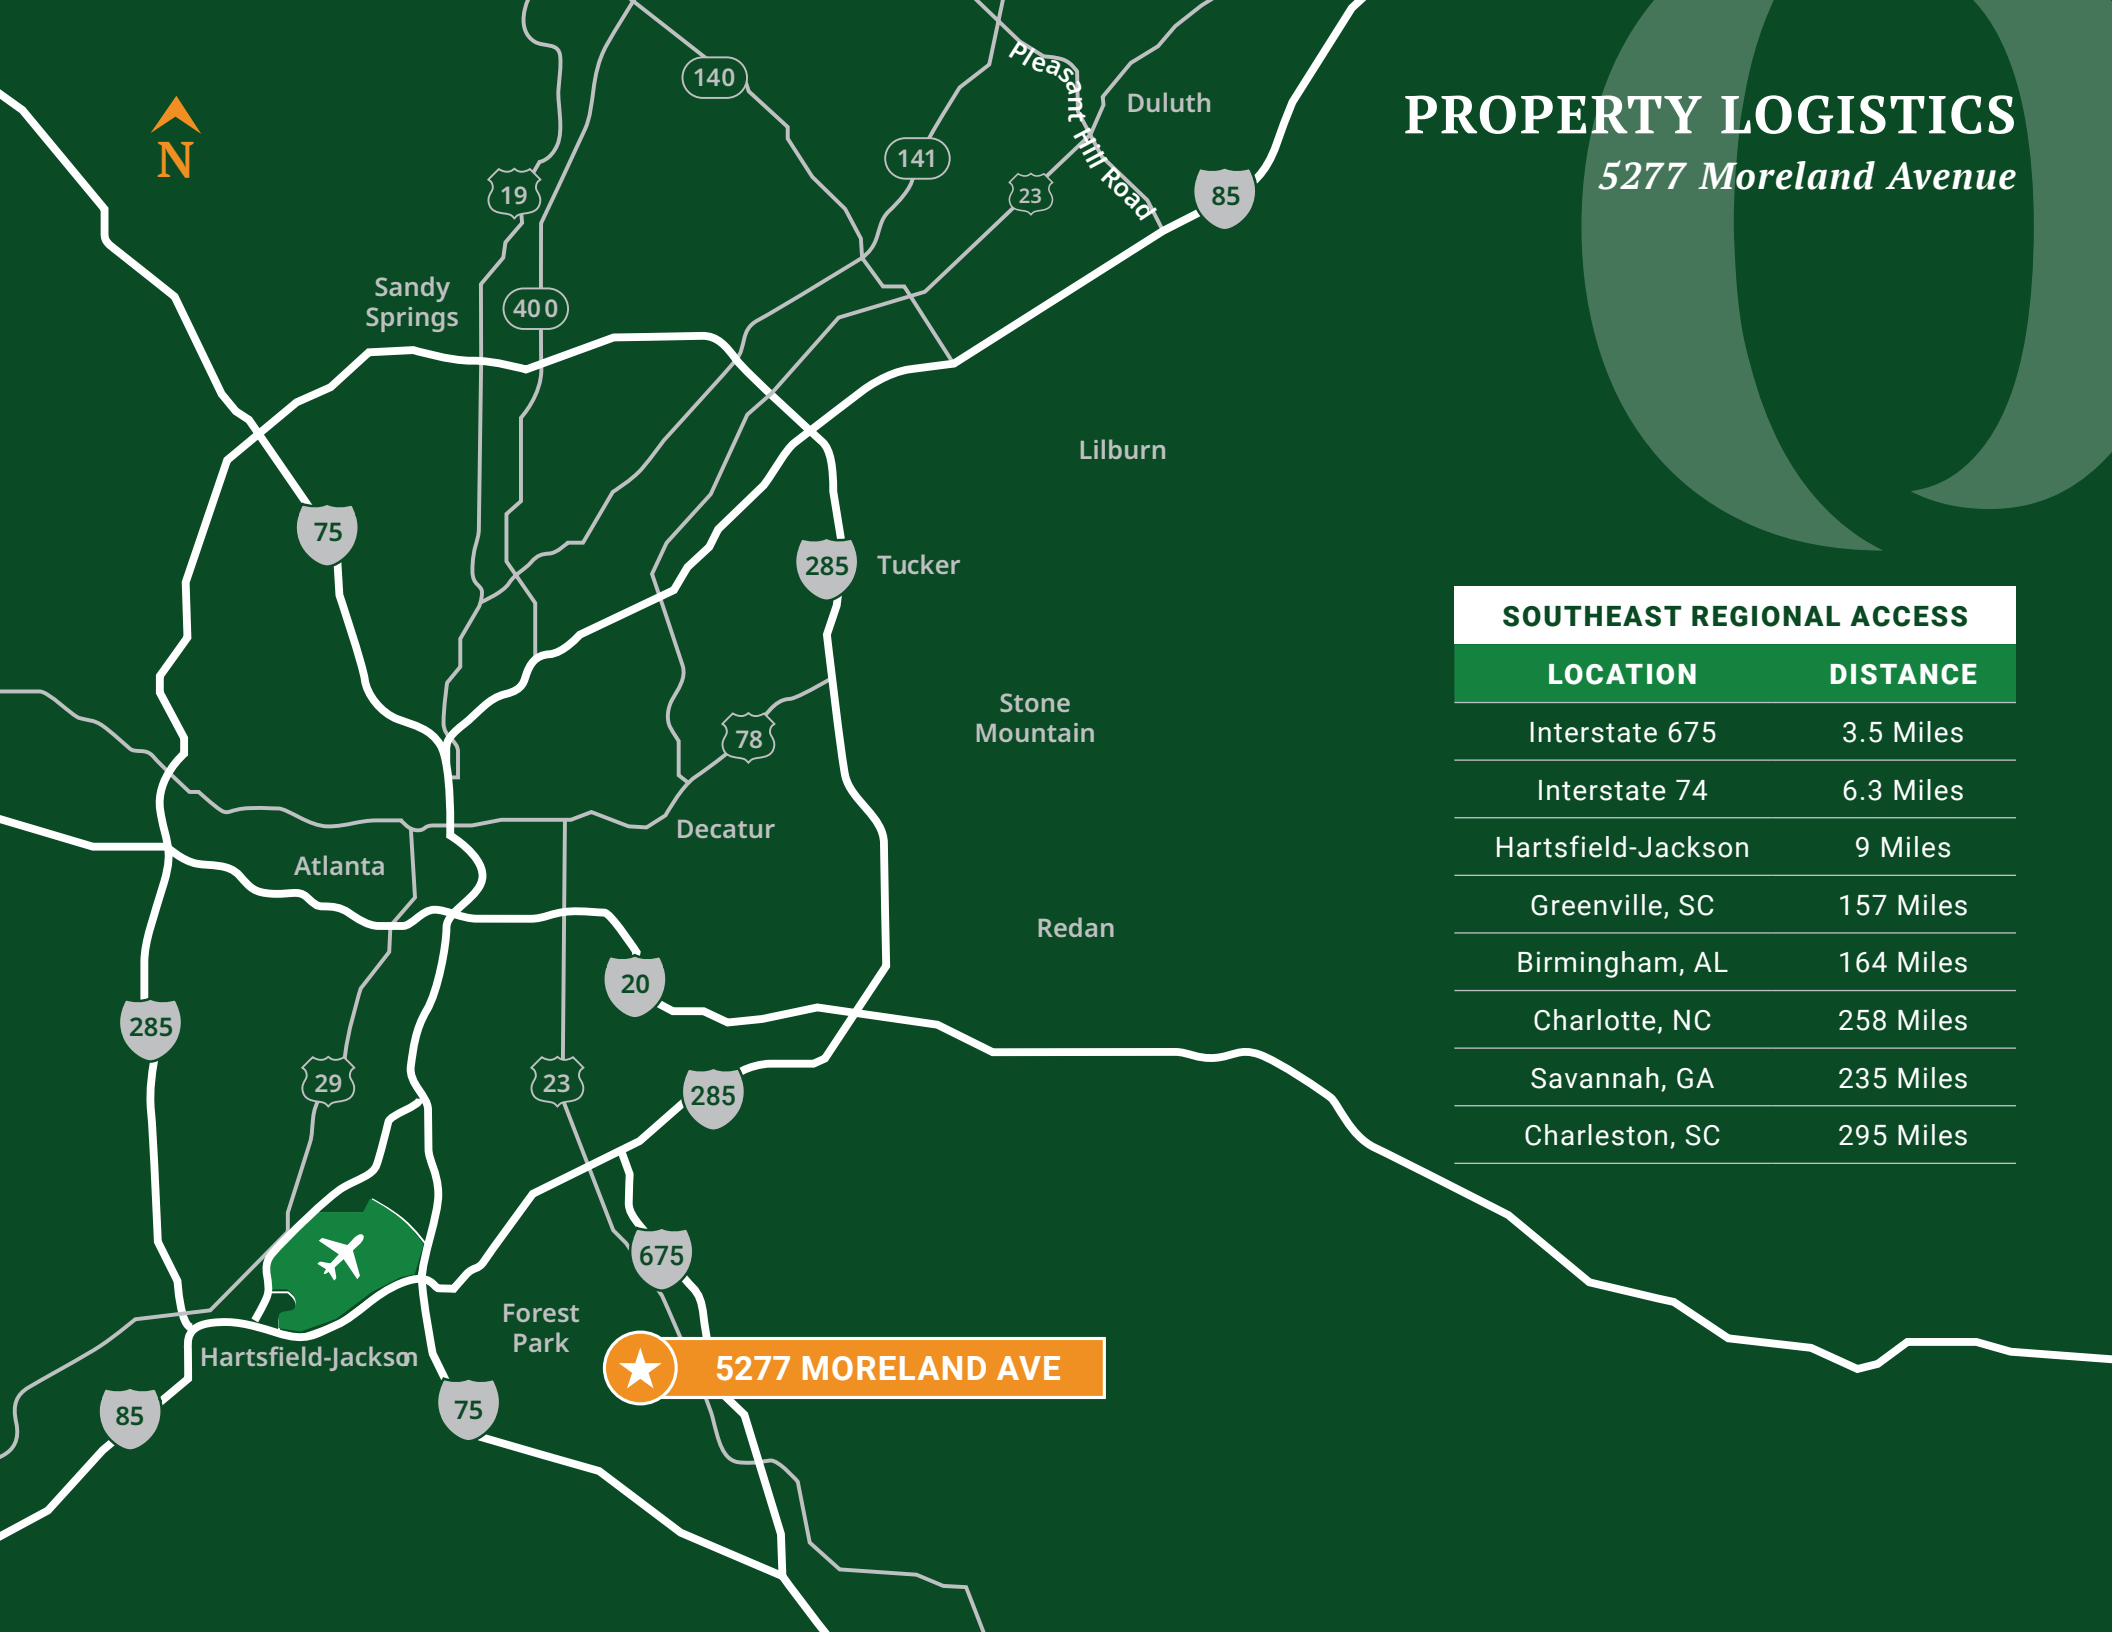 PROPERTY LOGISTICS
5277 Moreland Avenue
N
140
Pleasant Hill Road
Duluth
141
19
23
85
Sandy
Springs
400
Lilburn
75
285
Tucker
Stone
Mountain
78
Decatur
Atlanta
Redan
20
285
29
23
285
675
Forest
Park
Hartsfield-Jackson
5277 MORELAND AVE
85
75
SOUTHEAST REGIONAL ACCESS
LOCATION DISTANCE
Interstate 675 3.5 Miles
Interstate 74 6.3 Miles
Hartsfield-Jackson 9 Miles
Greenville, SC 157 Miles
Birmingham, AL 164 Miles
Charlotte, NC 258 Miles
Savannah, GA 235 Miles
Charleston, SC 295 Miles